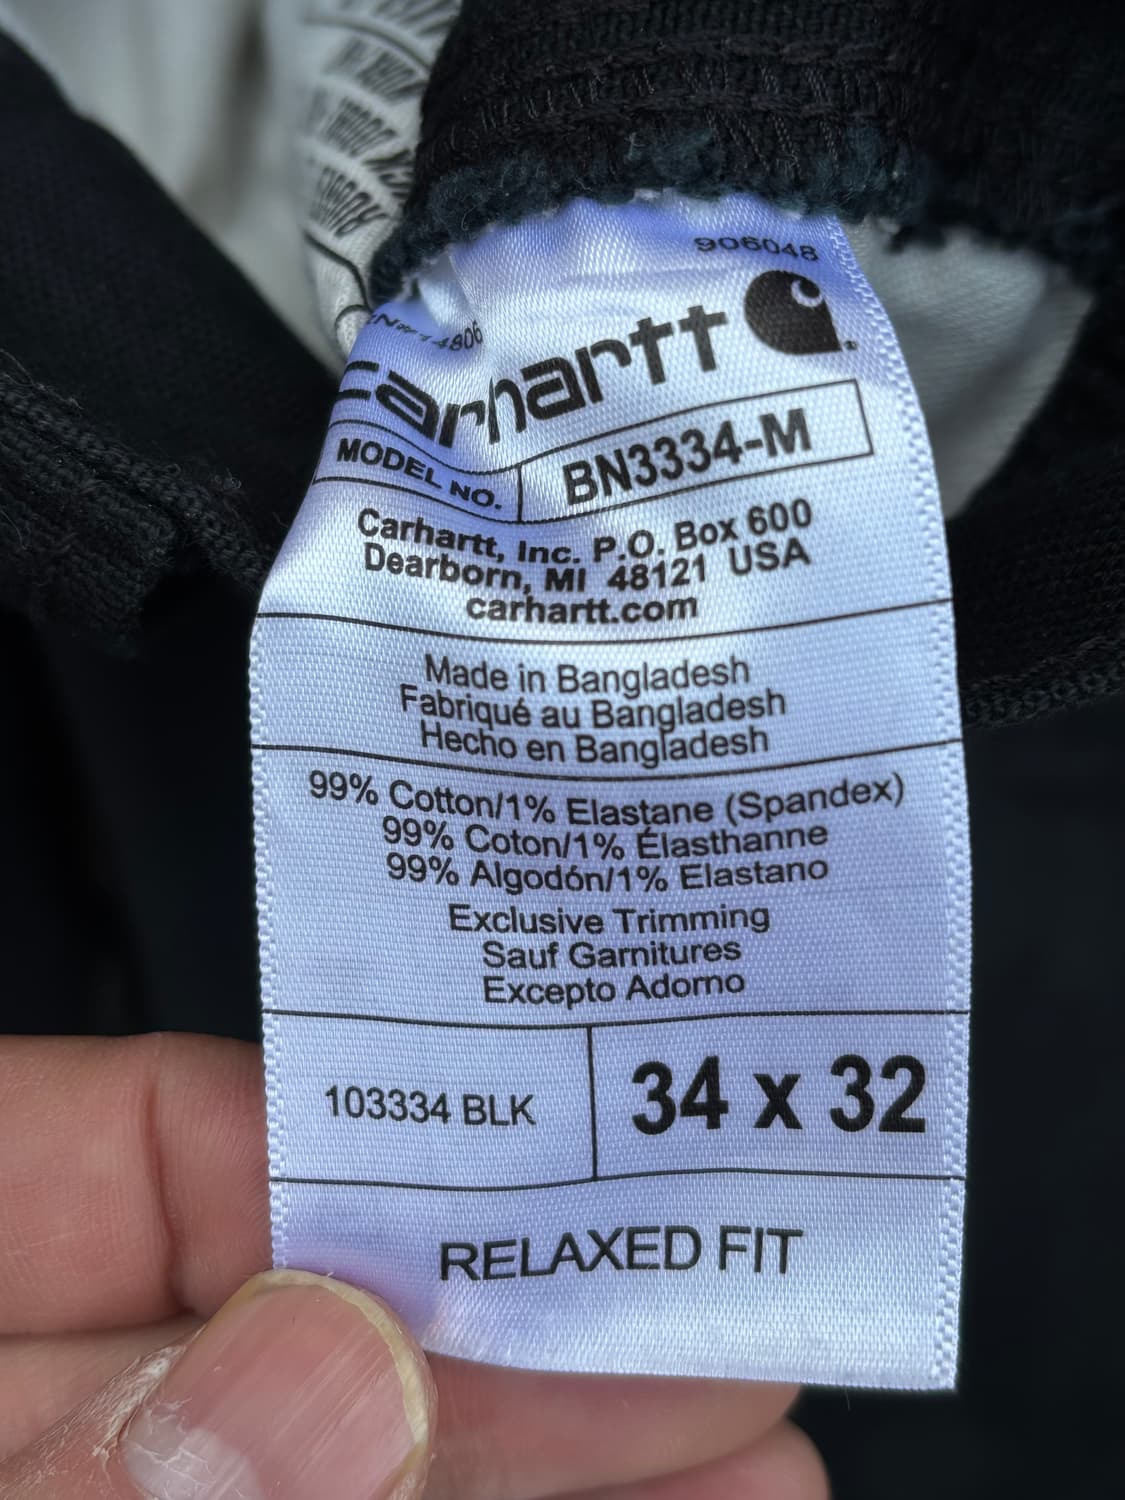 906048
carhartt
MODEL NO. BN3334-M
Carhartt, Inc. P.O. Box 600
Dearborn, MI 48121 USA
carhartt.com
Made in Bangladesh
Fabriqué au Bangladesh
Hecho en Bangladesh
99% Cotton/1% Elastane (Spandex)
99% Coton/1% Élasthanne
99% Algodón/1% Elastano
Exclusive Trimming
Sauf Garnitures
Excepto Adorno
103334 BLK 34 x 32
RELAXED FIT